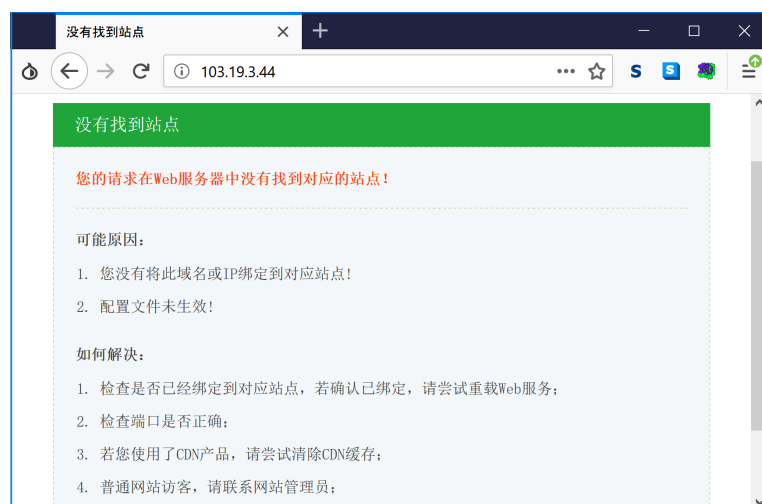 没有找到站点
103.19.3.44
没有找到站点
您的请求在Web服务器中没有找到对应的站点！
可能原因：
1. 您没有将此域名或IP绑定到对应站点!
2. 配置文件未生效!
如何解决：
1. 检查是否已经绑定到对应站点，若确认已绑定，请尝试重载Web服务；
2. 检查端口是否正确；
3. 若您使用了CDN产品，请尝试清除CDN缓存；
4. 普通网站访客，请联系网站管理员；